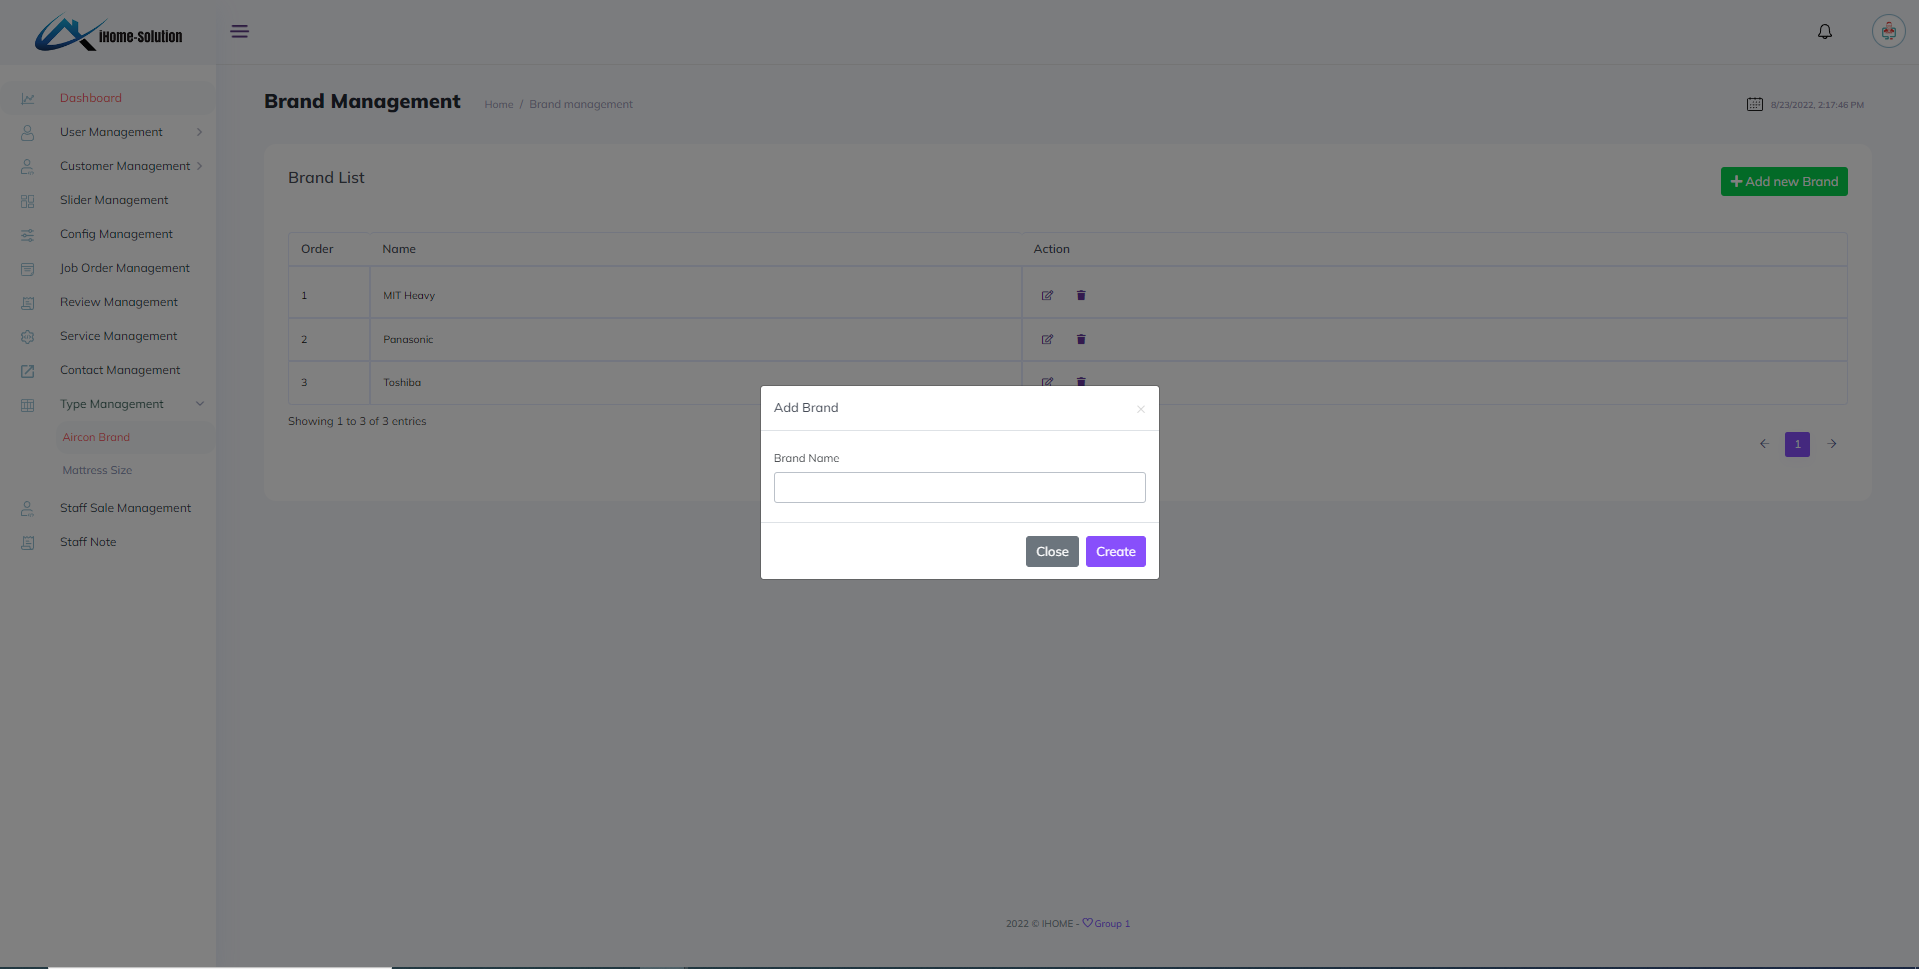 iHome-Solution
Dashboard
User Management
Customer Management
Slider Management
Config Management
Job Order Management
Review Management
Service Management
Contact Management
Type Management
Aircon Brand
Mattress Size
Staff Sale Management
Staff Note
Brand Management
Home / Brand management
8/23/2022, 2:17:46 PM
Brand List
Add new Brand
Order Name Action
1 MIT Heavy
2 Panasonic
3 Toshiba
Showing 1 to 3 of 3 entries
1
Add Brand
×
Brand Name
Close Create
2022 © IHOME - Group 1